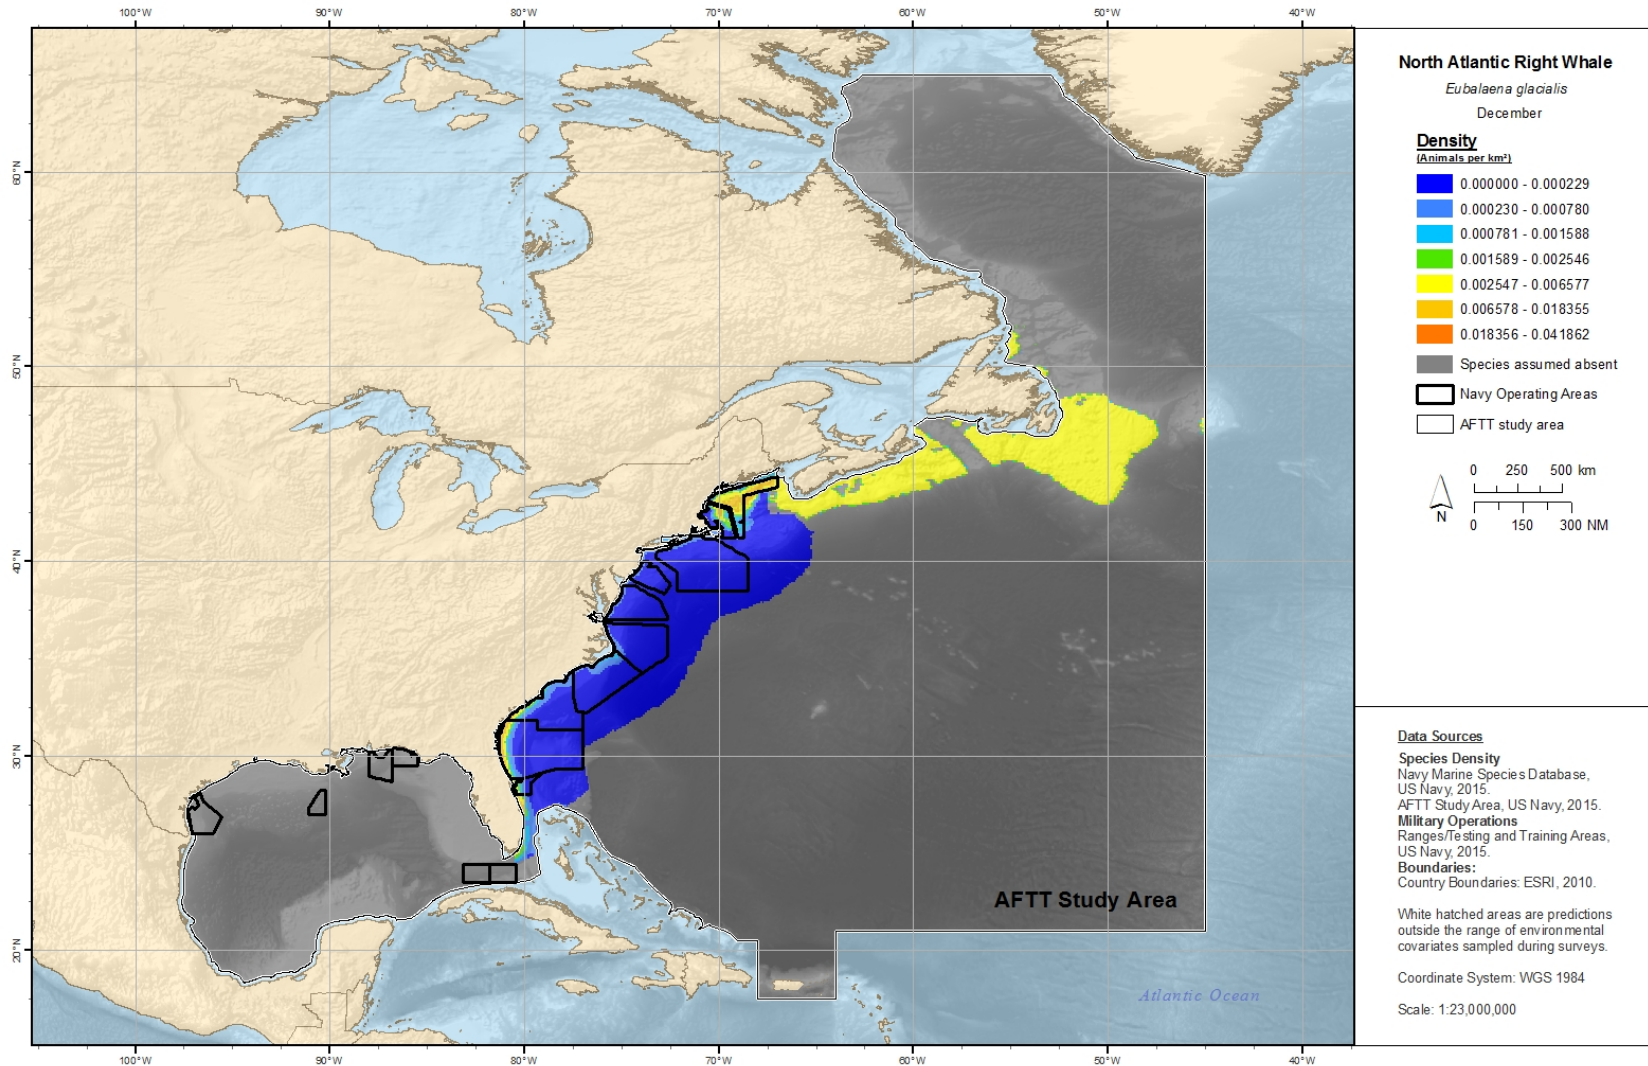 100°W 90°W 80°W 70°W 60°W 50°W 40°W
60°N
50°N
40°N
30°N
20°N
AFTT Study Area
Atlantic Ocean
100°W 90°W 80°W 70°W 60°W 50°W 40°W
North Atlantic Right Whale
Eubalaena glacialis
December
Density
(Animals per km²)
0.000000 - 0.000229
0.000230 - 0.000780
0.000781 - 0.001588
0.001589 - 0.002546
0.002547 - 0.006577
0.006578 - 0.018355
0.018356 - 0.041862
Species assumed absent
Navy Operating Areas
AFTT study area
0 250 500 km
0 150 300 NM
N
Data Sources
Species Density
Navy Marine Species Database,
US Navy, 2015.
AFTT Study Area, US Navy, 2015.
Military Operations
Ranges/Testing and Training Areas,
US Navy, 2015.
Boundaries:
Country Boundaries: ESRI, 2010.
White hatched areas are predictions
outside the range of environmental
covariates sampled during surveys.
Coordinate System: WGS 1984
Scale: 1:23,000,000